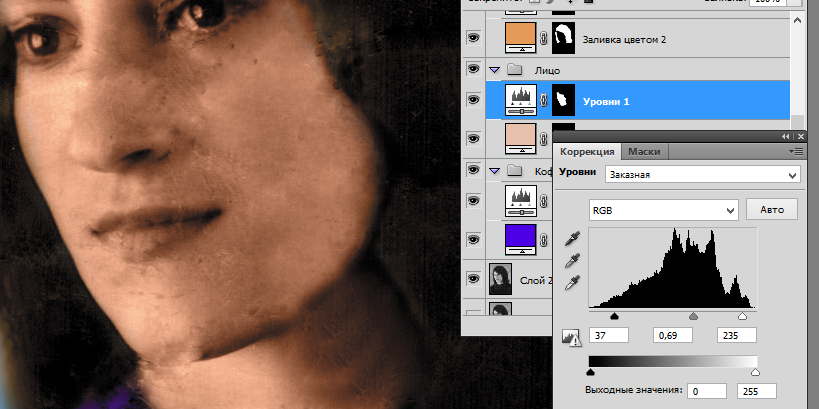 Заливка цветом 2
Лицо
Уровни 1
Коф
Слой 2
Коррекция
Маски
Уровни
Заказная
RGB
Авто
37
0,69
235
Выходные значения:
0
255